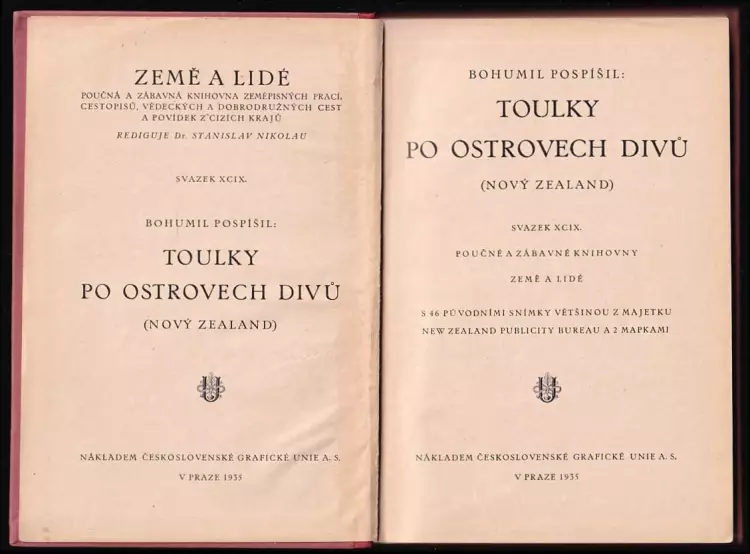 ZEMĚ A LIDÉ
POUČNÁ A ZÁBAVNÁ KNIHOVNA ZEMĚPISNÝCH PRACÍ,
CESTOPISŮ, VĚDECKÝCH A DOBRODRUŽNÝCH CEST
A POVÍDEK Z CIZÍCH KRAJŮ
REDIGUJE Dr. STANISLAV NIKOLAU
SVAZEK XCIX.
BOHUMIL POSPÍŠIL:
TOULKY
PO OSTROVECH DIVŮ
(NOVÝ ZEALAND)
NÁKLADEM ČESKOSLOVENSKÉ GRAFICKÉ UNIE A. S.
V PRAZE 1935
BOHUMIL POSPÍŠIL:
TOULKY
PO OSTROVECH DIVŮ
(NOVÝ ZEALAND)
SVAZEK XCIX.
POUČNÉ A ZÁBAVNÉ KNIHOVNY
ZEMĚ A LIDÉ
S 46 PŮVODNÍMI SNÍMKY VĚTŠINOU Z MAJETKU
NEW ZEALAND PUBLICITY BUREAU A 2 MAPKAMI
NÁKLADEM ČESKOSLOVENSKÉ GRAFICKÉ UNIE A. S.
V PRAZE 1935